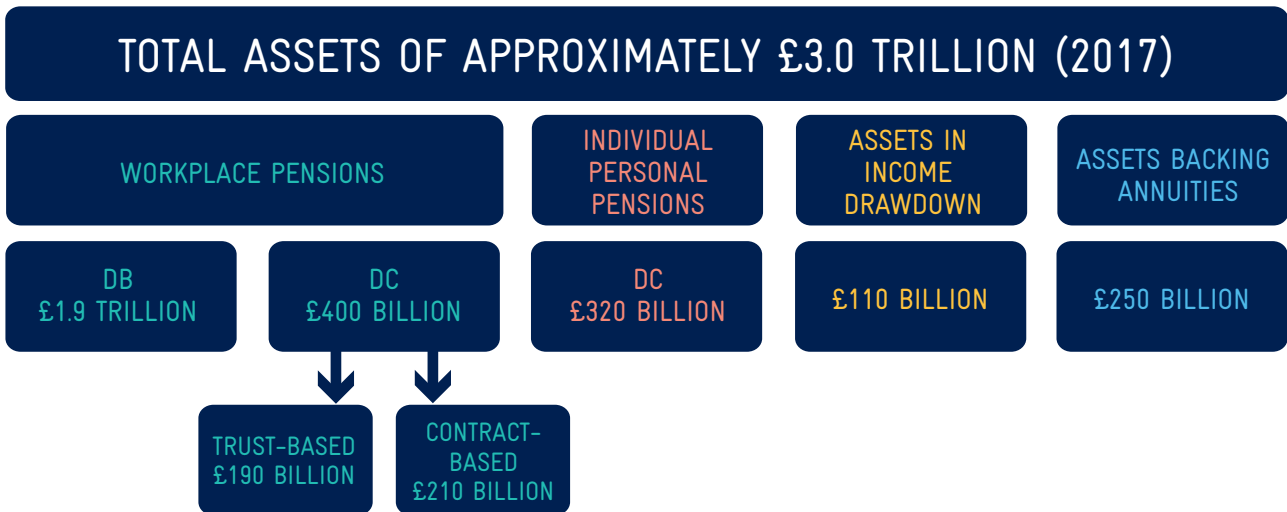 TOTAL ASSETS OF APPROXIMATELY £3.0 TRILLION (2017)
WORKPLACE PENSIONS
INDIVIDUAL
PERSONAL
PENSIONS
ASSETS IN
INCOME
DRAWDOWN
ASSETS BACKING
ANNUITIES
DB
£1.9 TRILLION
DC
£400 BILLION
DC
£320 BILLION
£110 BILLION
£250 BILLION
TRUST-BASED
£190 BILLION
CONTRACT-
BASED
£210 BILLION